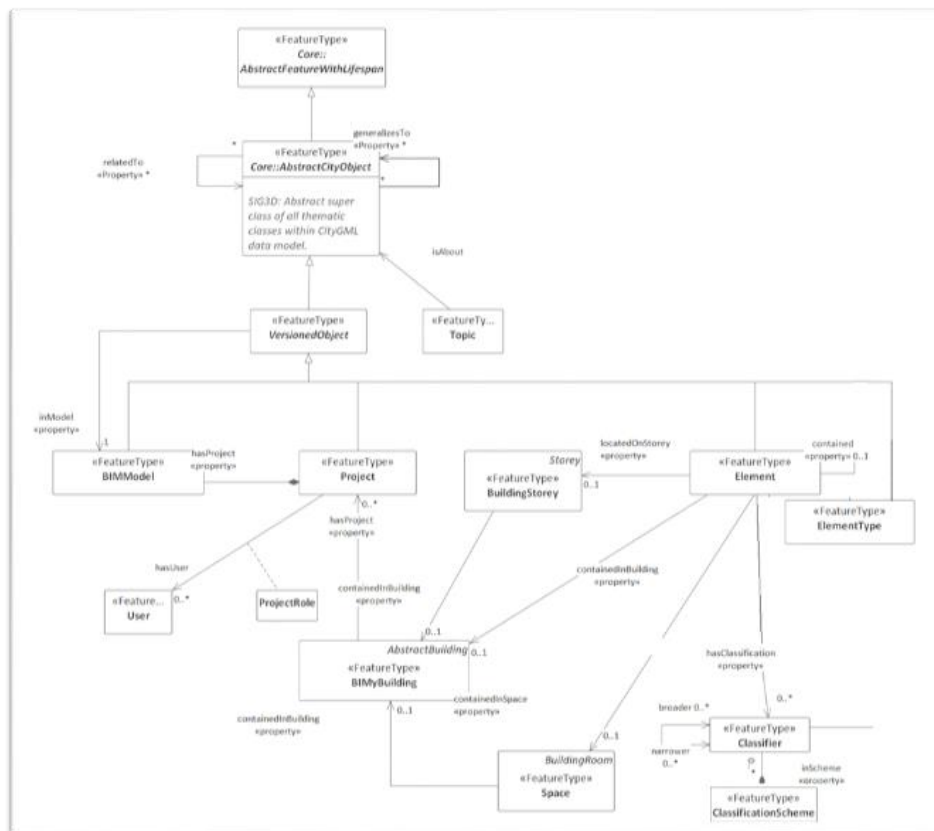 «FeatureType»
Core::
AbstractFeatureWithLifespan
generalizesTo
«Property» *
*
«FeatureType»
Core::AbstractCityObject
relatedTo
«Property» *
*
SIG3D: Abstract super
class of all thematic
classes within CityGML
data model.
isAbout
«FeatureType»
VersionedObject
«FeatureTy...
Topic
inModel
«property»
1
hasProject
«property»
locatedOnStorey
«property»
contained
«property» 0..1
«FeatureType»
BIMModel
«FeatureType»
Project
Storey
«FeatureType»
BuildingStorey
0..1
«FeatureType»
Element
«FeatureType»
ElementType
0..*
hasProject
«property»
hasUser
containedInBuilding
«property»
containedInBuilding
«property»
«Feature...
User
0..*
ProjectRole
0..1
AbstractBuilding
0..1
«FeatureType»
BIMyBuilding
hasClassification
«property»
containedInSpace
«property»
0..1
containedInBuilding
«property»
0..*
broader 0..*
«FeatureType»
Classifier
narrower
0..*
0..1
BuildingRoom
«FeatureType»
Space
inScheme
«property»
«FeatureType»
ClassificationScheme